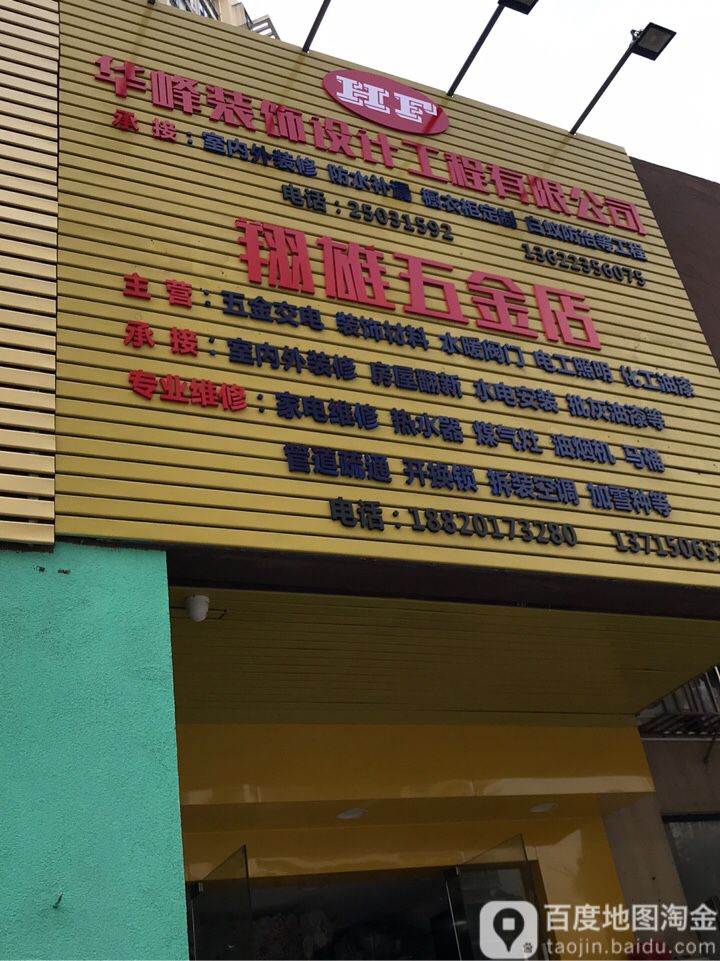 HF
华峰装饰设计工程有限公司
承接：室内外装修 防水补漏 橱衣柜定制 白蚁防治等工程
电话：25031592 13622356075
翔雄五金店
主营：五金交电 装饰材料 水暖阀门 电工照明 化工油漆
承接：室内外装修 房屋翻新 水电安装 批灰油漆等
专业维修：家电维修 热水器 煤气灶 油烟机 马桶
管道疏通 开换锁 拆装空调 加雪种等
电话：18820173280 13715063
百度地图淘金
taojin.baidu.com